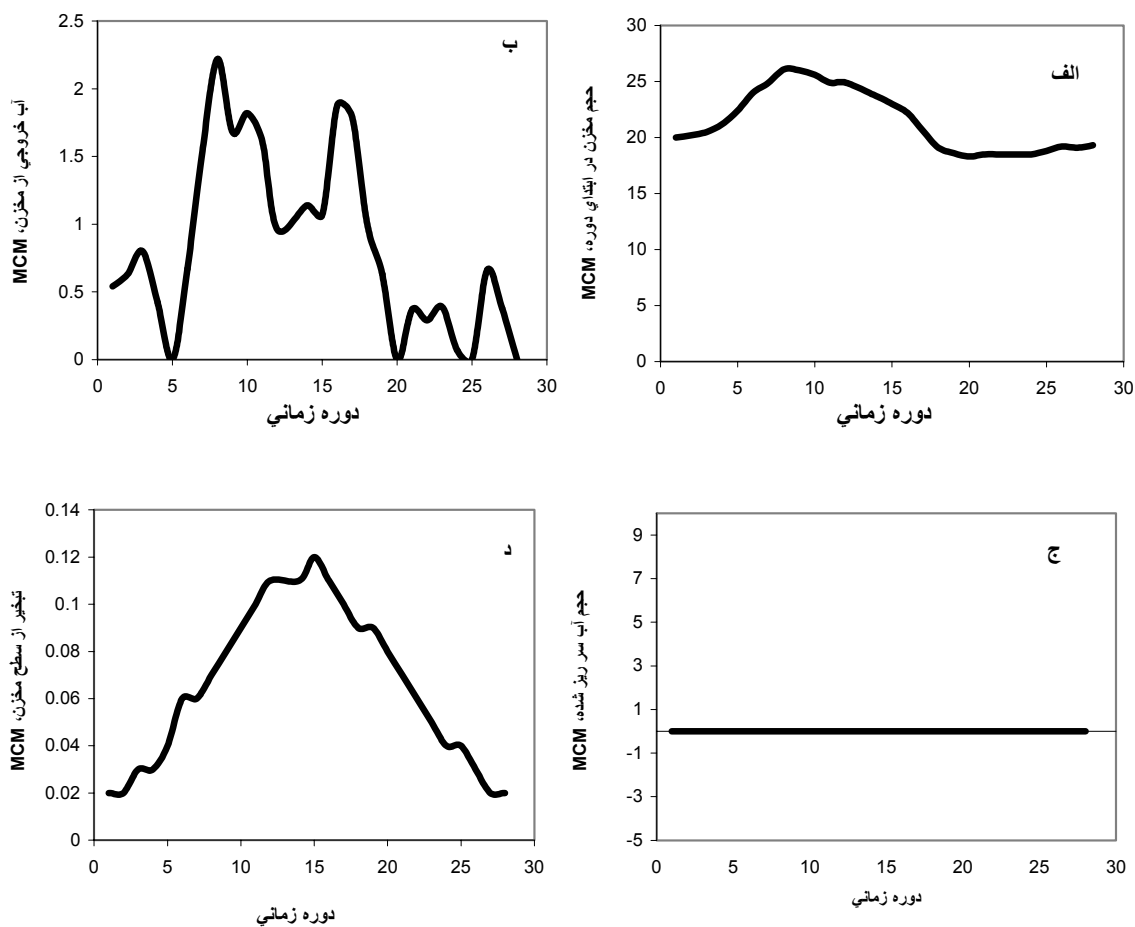 الف
حجم مخزن در ابتداي دوره، MCM
30
25
20
15
10
5
0
0 5 10 15 20 25 30
دوره زماني
ب
آب خروجي از مخزن، MCM
2.5
2
1.5
1
0.5
0
0 5 10 15 20 25 30
دوره زماني
ج
حجم آب سر ريز شده، MCM
9
7
5
3
1
-1
-3
-5
0 5 10 15 20 25 30
دوره زماني
د
تبخير از سطح مخزن، MCM
0.14
0.12
0.1
0.08
0.06
0.04
0.02
0
0 5 10 15 20 25 30
دوره زماني